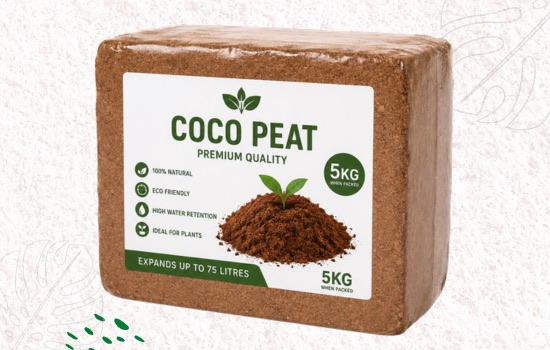 COCO PEAT
PREMIUM QUALITY
100% NATURAL
ECO FRIENDLY
HIGH WATER RETENTION
IDEAL FOR PLANTS
5KG
WHEN PACKED
EXPANDS UP TO 75 LITRES
5KG
WHEN PACKED